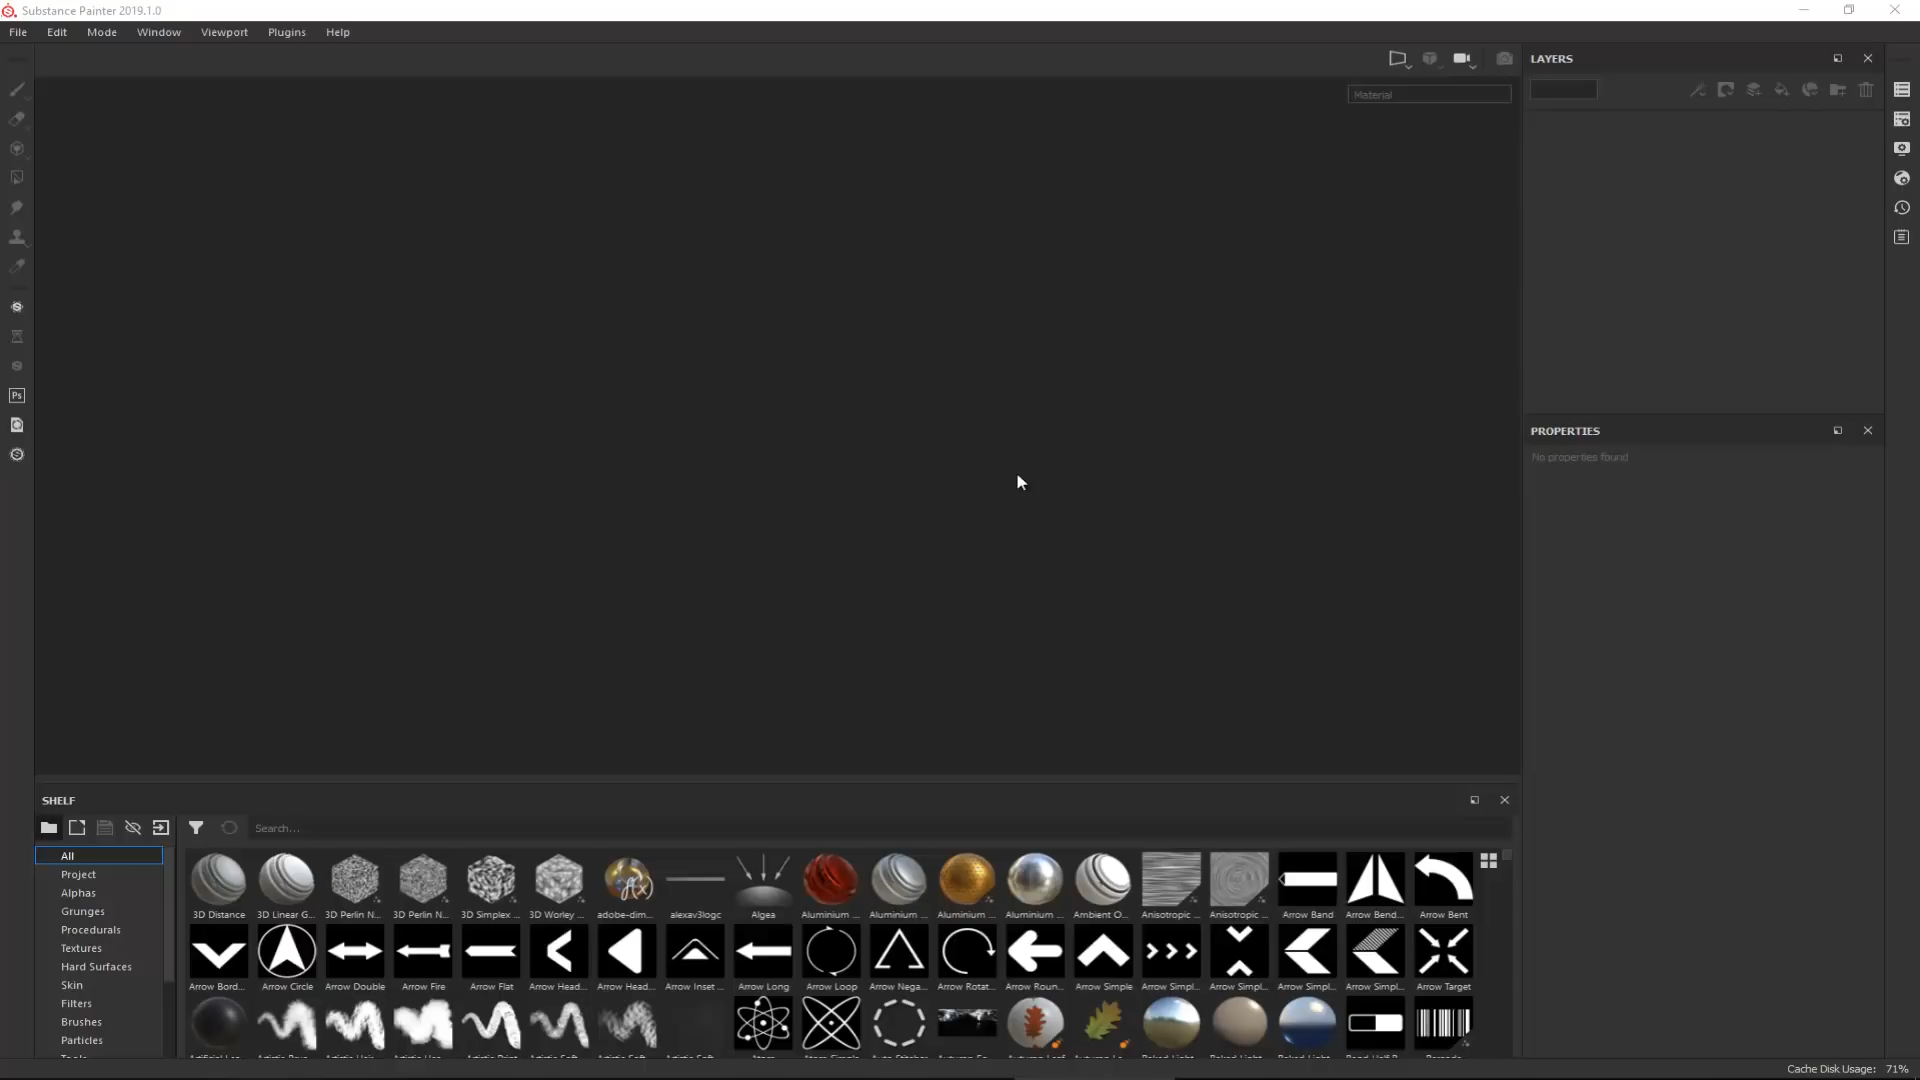 Substance Painter 2019.1.0
File Edit Mode Window Viewport Plugins Help
Material
LAYERS
PROPERTIES
No properties found
SHELF
Search...
All
Project
Alphas
Grunges
Procedurals
Textures
Hard Surfaces
Skin
Filters
Brushes
Particles
3D Distance 3D Linear G... 3D Perlin N... 3D Perlin N... 3D Simplex ... 3D Worley ... adobe-dim... alexav3logc Algea Aluminium ... Aluminium ... Aluminium ... Aluminium ... Ambient O... Anisotropic ... Anisotropic ... Arrow Band Arrow Bend... Arrow Bent
Arrow Bord... Arrow Circle Arrow Double Arrow Fire Arrow Flat Arrow Head... Arrow Head... Arrow Inset ... Arrow Long Arrow Loop Arrow Nega... Arrow Rotat... Arrow Roun... Arrow Simple Arrow Simpl... Arrow Simpl... Arrow Simpl... Arrow Simpl... Arrow Target
Ps
Cache Disk Usage: 71%